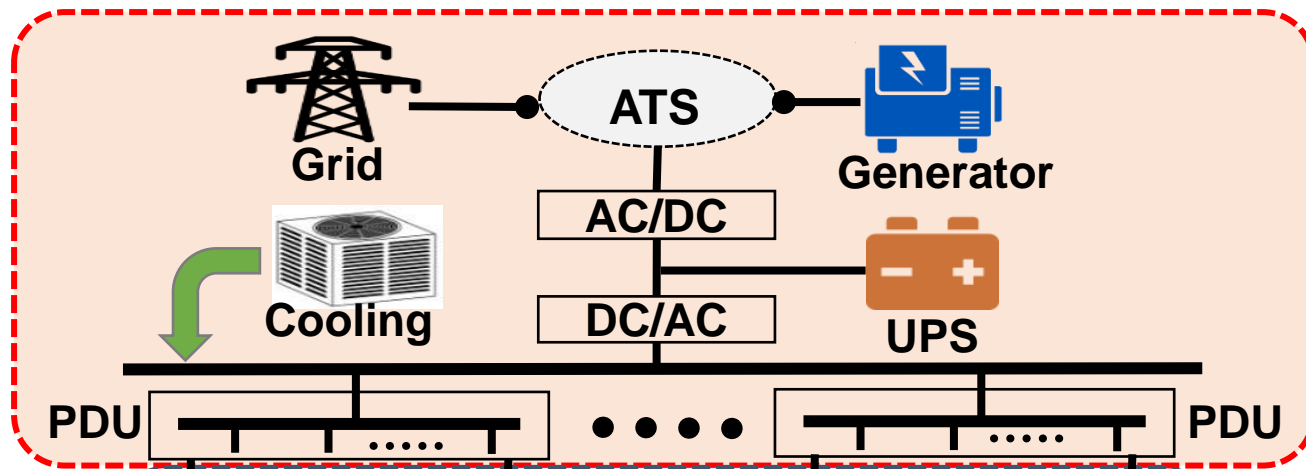 ATS
Grid
Generator
AC/DC
Cooling
DC/AC
UPS
PDU
PDU